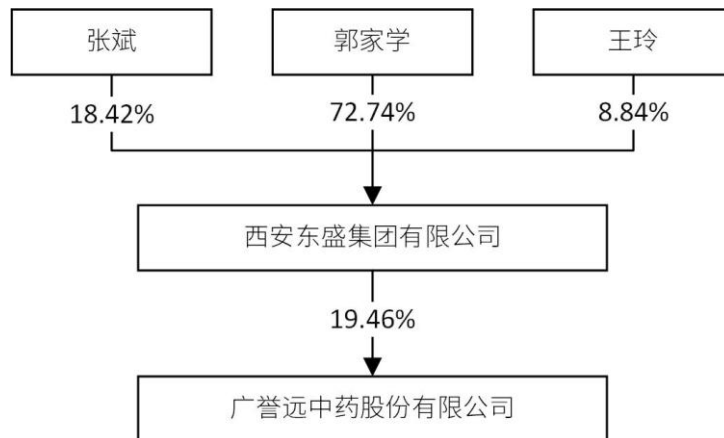 张斌
郭家学
王玲
18.42%
72.74%
8.84%
西安东盛集团有限公司
19.46%
广誉远中药股份有限公司